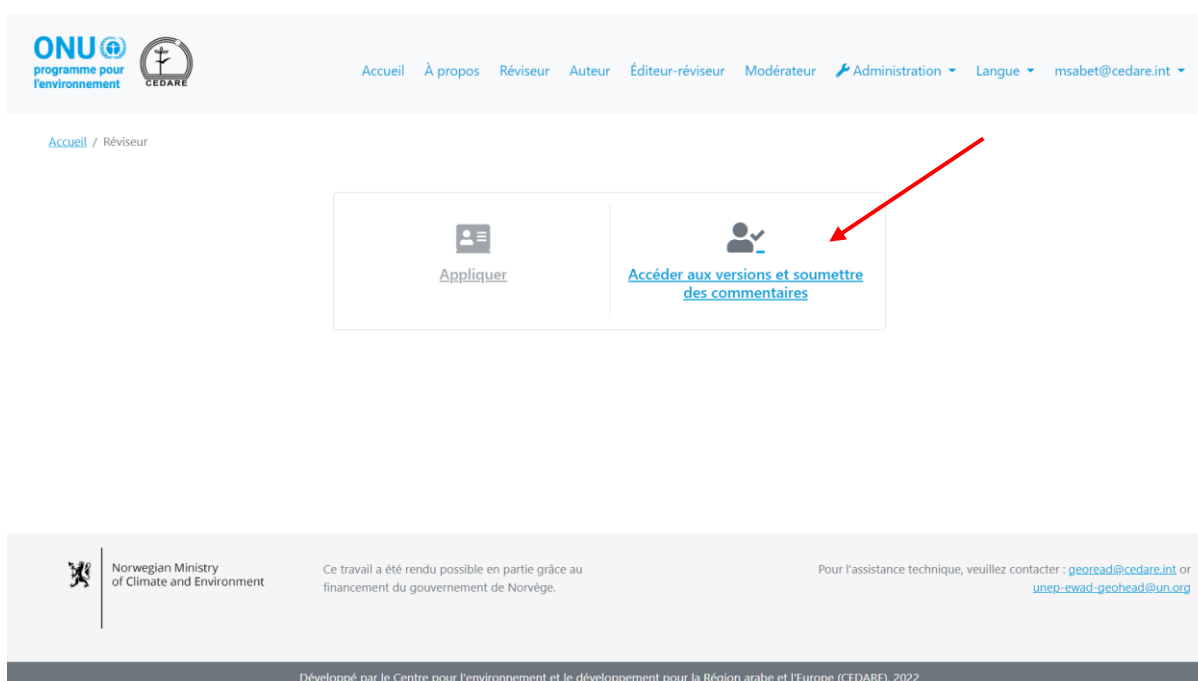 ONU
programme pour
l'environnement
CEDARE
Accueil À propos Réviseur Auteur Éditeur-réviseur Modérateur Administration Langue msabet@cedare.int
Accueil / Réviseur
Appliquer
Accéder aux versions et soumettre
des commentaires
Norwegian Ministry
of Climate and Environment
Ce travail a été rendu possible en partie grâce au
financement du gouvernement de Norvège.
Pour l'assistance technique, veuillez contacter : georead@cedare.int or
unep-ewad-geohead@un.org
Développé par le Centre pour l'environnement et le développement pour la Région arabe et l'Europe (CEDARE), 2022